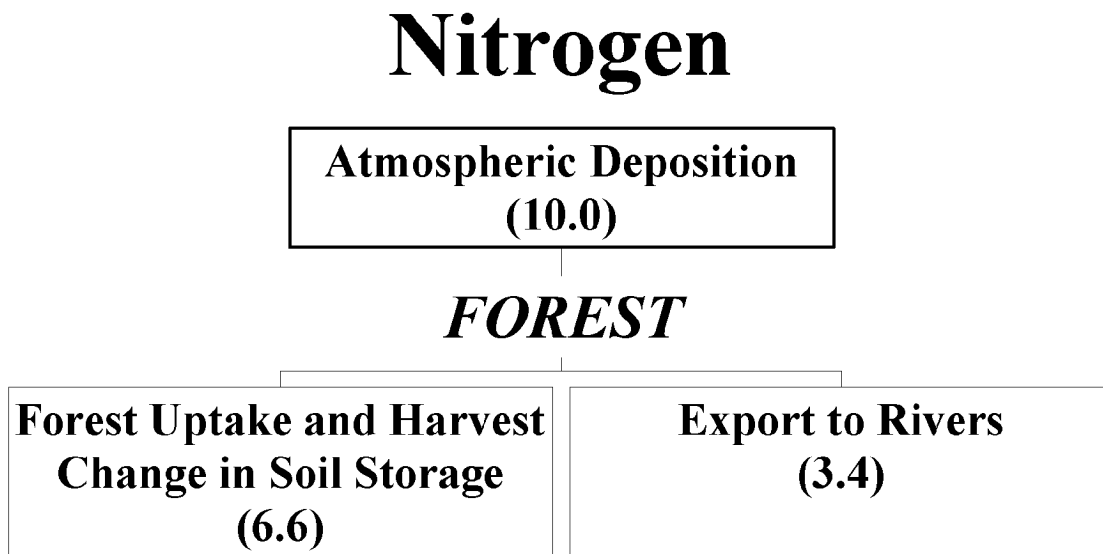 Nitrogen
Atmospheric Deposition
(10.0)
FOREST
Forest Uptake and Harvest
Change in Soil Storage
(6.6)
Export to Rivers
(3.4)